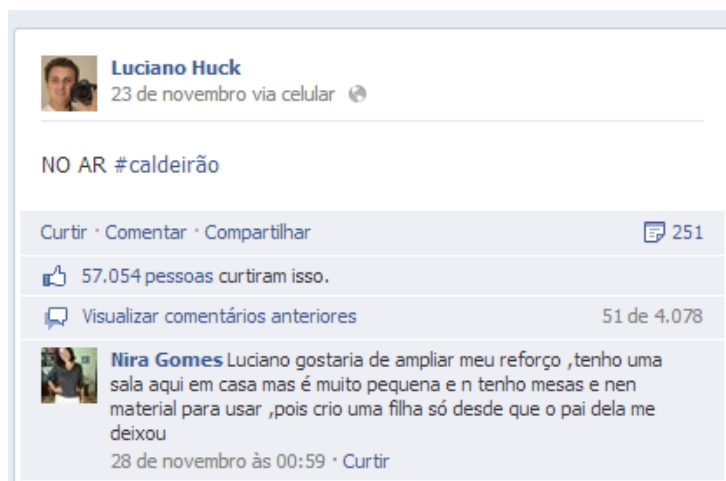 Luciano Huck
23 de novembro via celular
NO AR #caldeirão
Curtir · Comentar · Compartilhar 251
57.054 pessoas curtiram isso.
Visualizar comentários anteriores 51 de 4.078
Nira Gomes Luciano gostaria de ampliar meu reforço ,tenho uma
sala aqui em casa mas é muito pequena e n tenho mesas e nen
material para usar ,pois crio uma filha só desde que o pai dela me
deixou
28 de novembro às 00:59 · Curtir